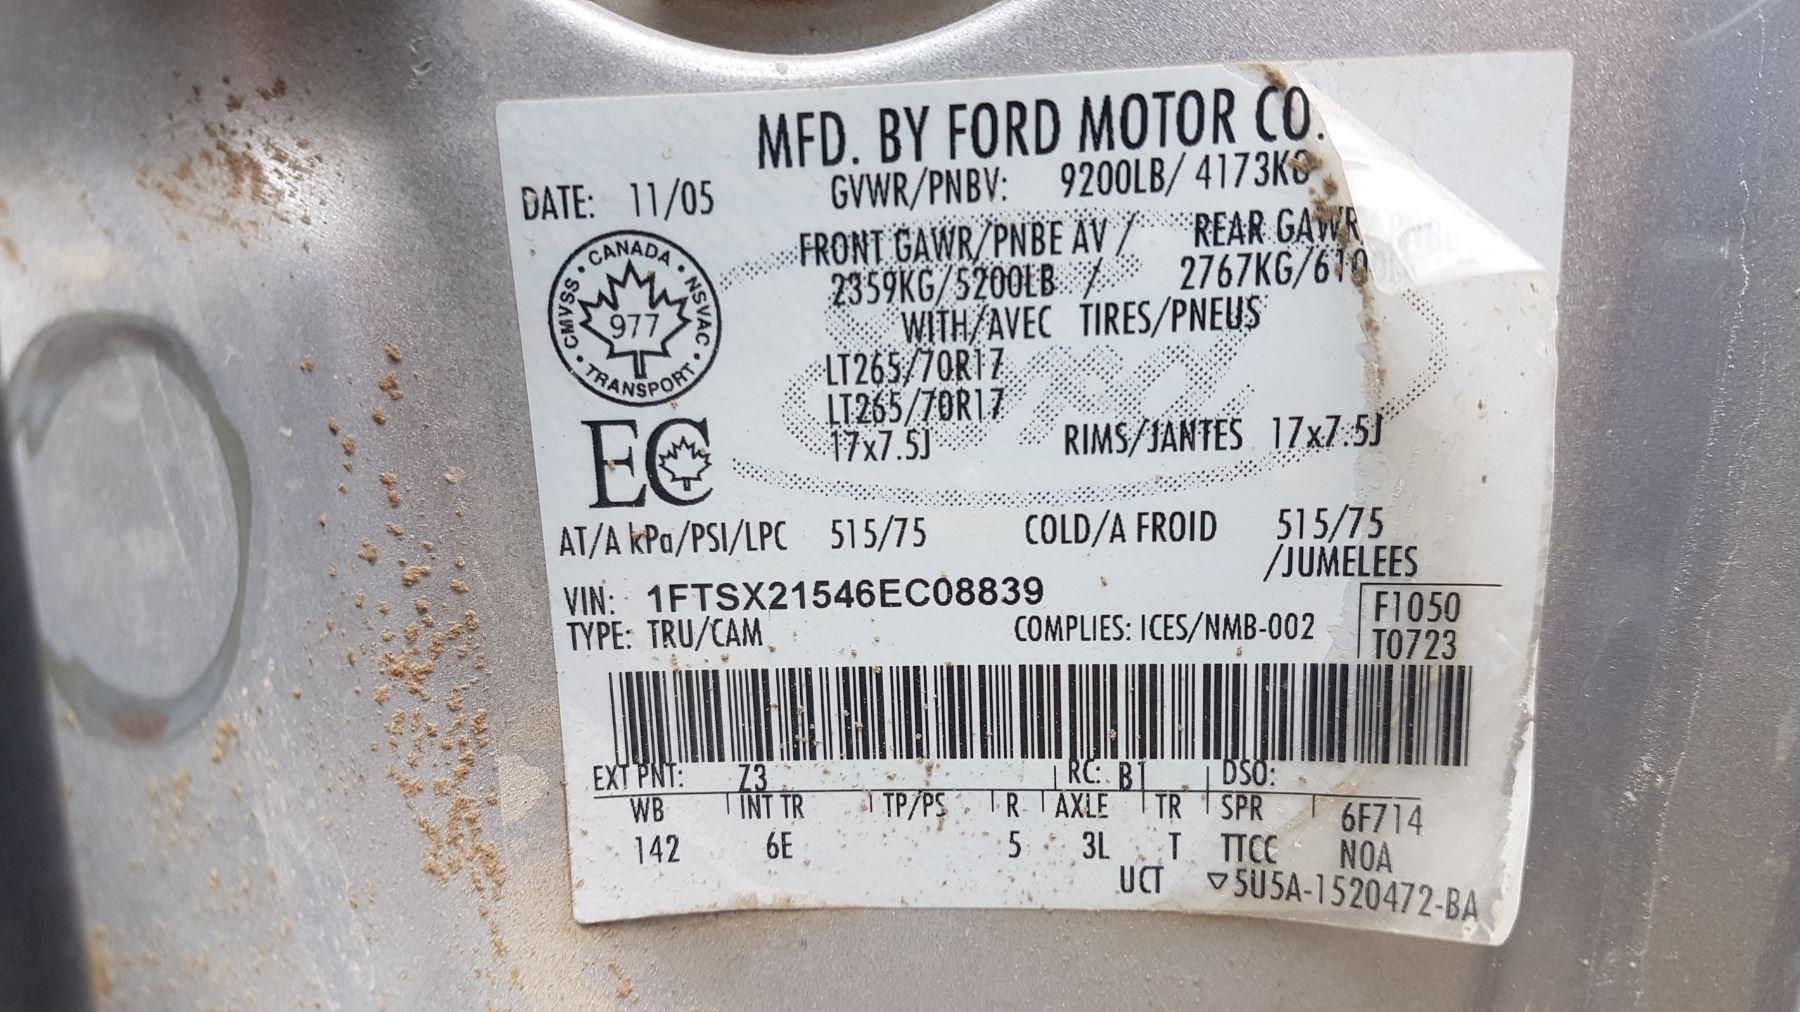 MFD. BY FORD MOTOR CO.
DATE: 11/05 GVWR/PNBV: 9200LB/ 4173KG
FRONT GAWR/PNBE AV / REAR GAWR
2359KG/5200LB / 2767KG/610
WITH/AVEC TIRES/PNEUS
LT265/70R17
LT265/70R17
17x7.5J RIMS/JANTES 17x7.5J
CANADA
CMVSS NSVAC
977
TRANSPORT
EC
AT/A kPa/PSI/LPC 515/75 COLD/A FROID 515/75
/JUMELEES
VIN: 1FTSX21546EC08839
TYPE: TRU/CAM COMPLIES: ICES/NMB-002
F1050
T0723
EXT PNT: Z3 RC: B1 DSO:
WB INT TR TP/PS R AXLE TR SPR 6F714
142 6E 5 3L T TTCC NOA
UCT ▽5U5A-1520472-BA